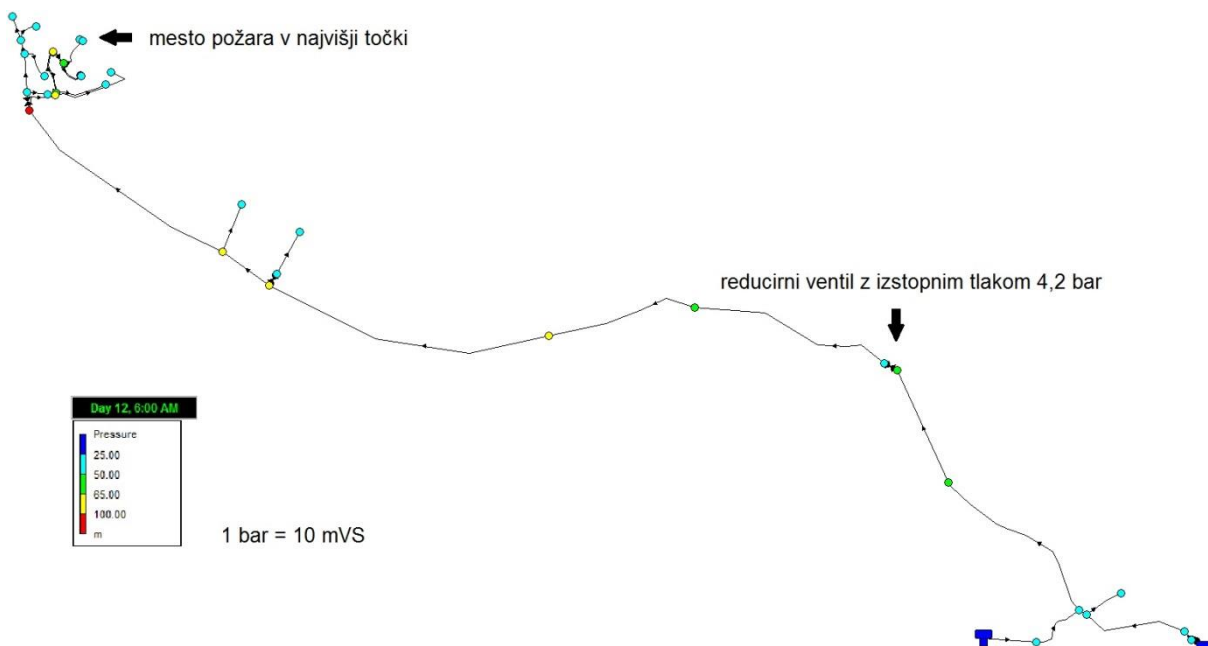 mesto požara v najvišji točki
reducirni ventil z izstopnim tlakom 4,2 bar
Day 12, 6:00 AM
Pressure
25.00
50.00
65.00
100.00
m
1 bar = 10 mVS